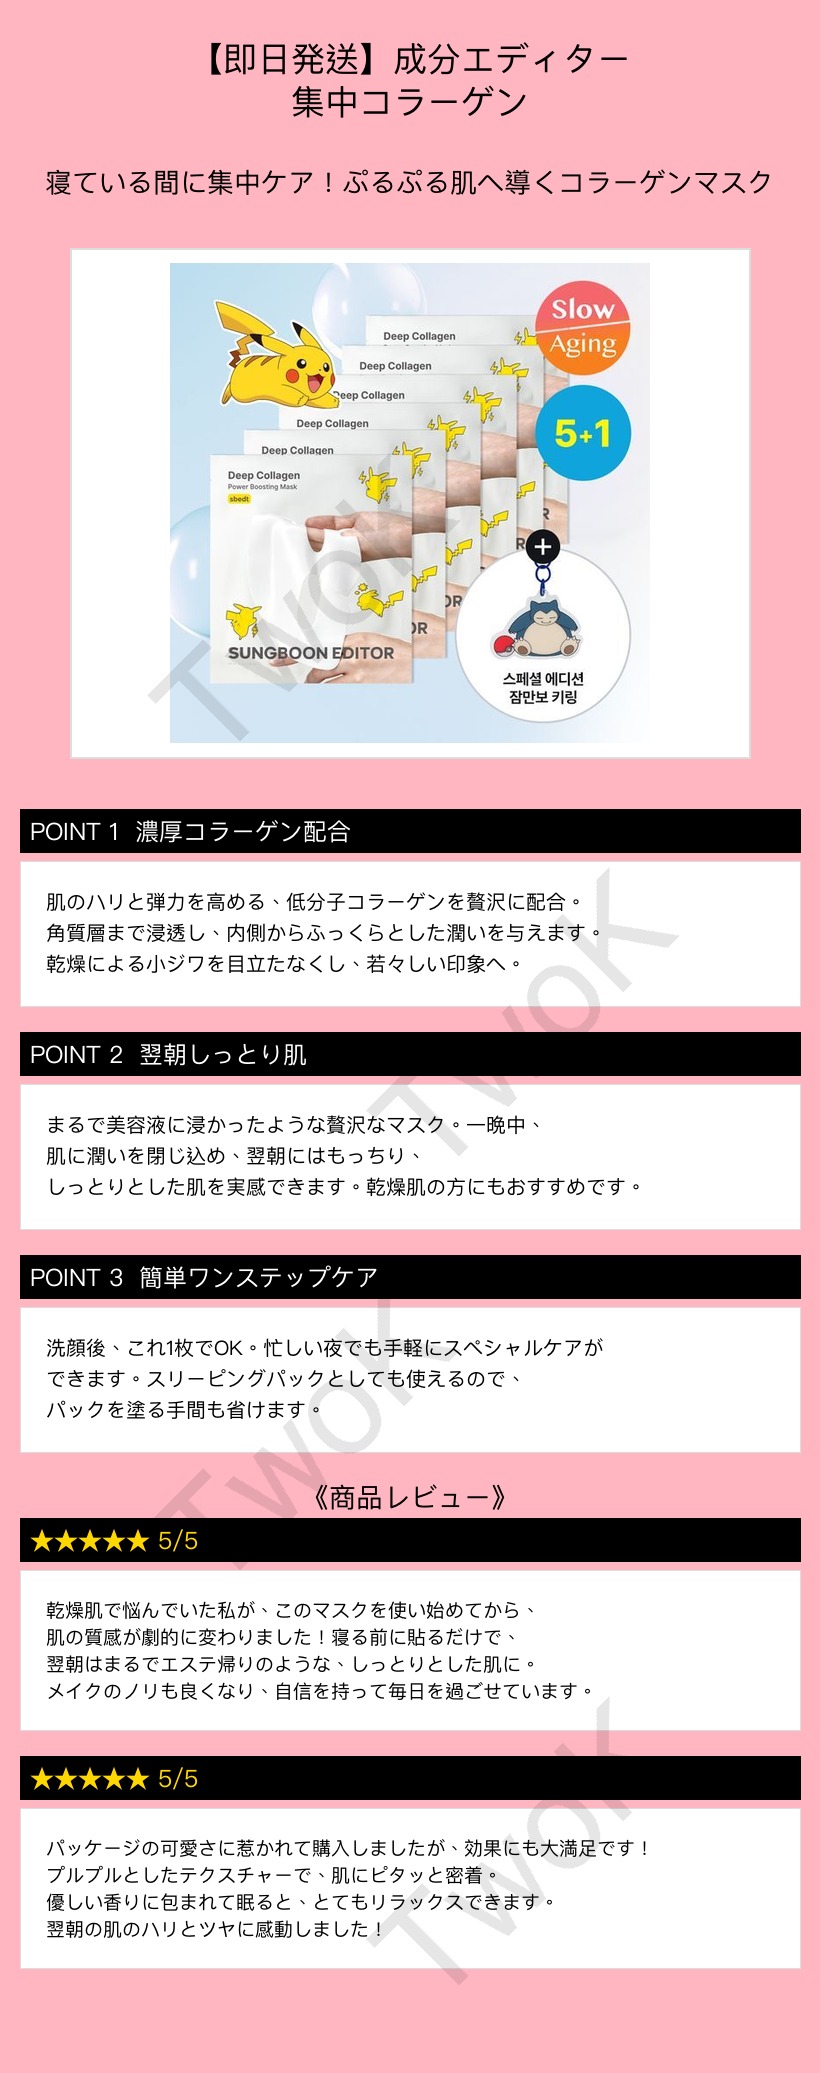 【即日発送】成分エディター
集中コラーゲン
寝ている間に集中ケア！ぷるぷる肌へ導くコラーゲンマスク
Slow
Aging
5+1
Deep Collagen
Deep Collagen
Deep Collagen
Deep Collagen
Deep Collagen
Deep Collagen
Power Boosting Mask
sbedt
SUNGBOON EDITOR
OR
OR
R
R
+
스페셜 에디션
잠만보 키링
TwoK
POINT 1 濃厚コラーゲン配合
肌のハリと弾力を高める、低分子コラーゲンを贅沢に配合。
角質層まで浸透し、内側からふっくらとした潤いを与えます。
乾燥による小ジワを目立たなくし、若々しい印象へ。
TwoK
POINT 2 翌朝しっとり肌
まるで美容液に浸かったような贅沢なマスク。一晩中、
肌に潤いを閉じ込め、翌朝にはもっちり、
しっとりとした肌を実感できます。乾燥肌の方にもおすすめです。
POINT 3 簡単ワンステップケア
洗顔後、これ1枚でOK。忙しい夜でも手軽にスペシャルケアが
できます。スリーピングパックとしても使えるので、
パックを塗る手間も省けます。
TwoK
《商品レビュー》
★★★★★ 5/5
乾燥肌で悩んでいた私が、このマスクを使い始めてから、
肌の質感が劇的に変わりました！寝る前に貼るだけで、
翌朝はまるでエステ帰りのような、しっとりとした肌に。
メイクのノリも良くなり、自信を持って毎日を過ごせています。
★★★★★ 5/5
パッケージの可愛さに惹かれて購入しましたが、効果にも大満足です！
プルプルとしたテクスチャーで、肌にピタッと密着。
優しい香りに包まれて眠ると、とてもリラックスできます。
翌朝の肌のハリとツヤに感動しました！
TwoK